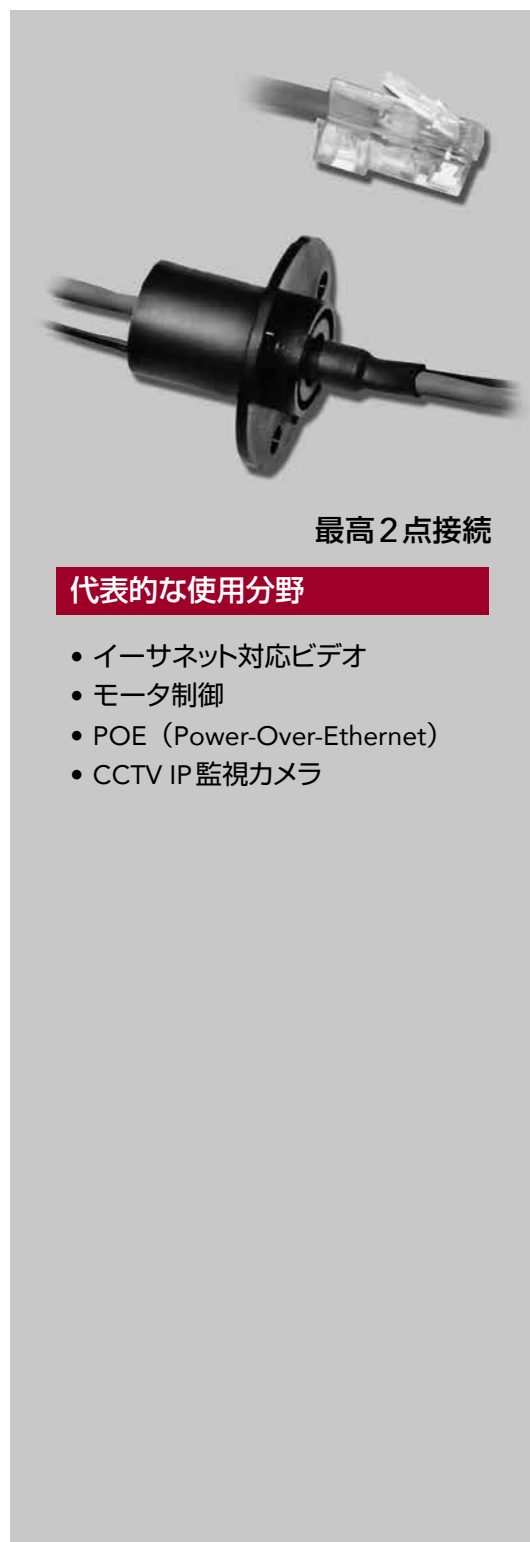 最高2点接続
代表的な使用分野
• イーサネット対応ビデオ
• モータ制御
• POE（Power-Over-Ethernet）
• CCTV IP監視カメラ